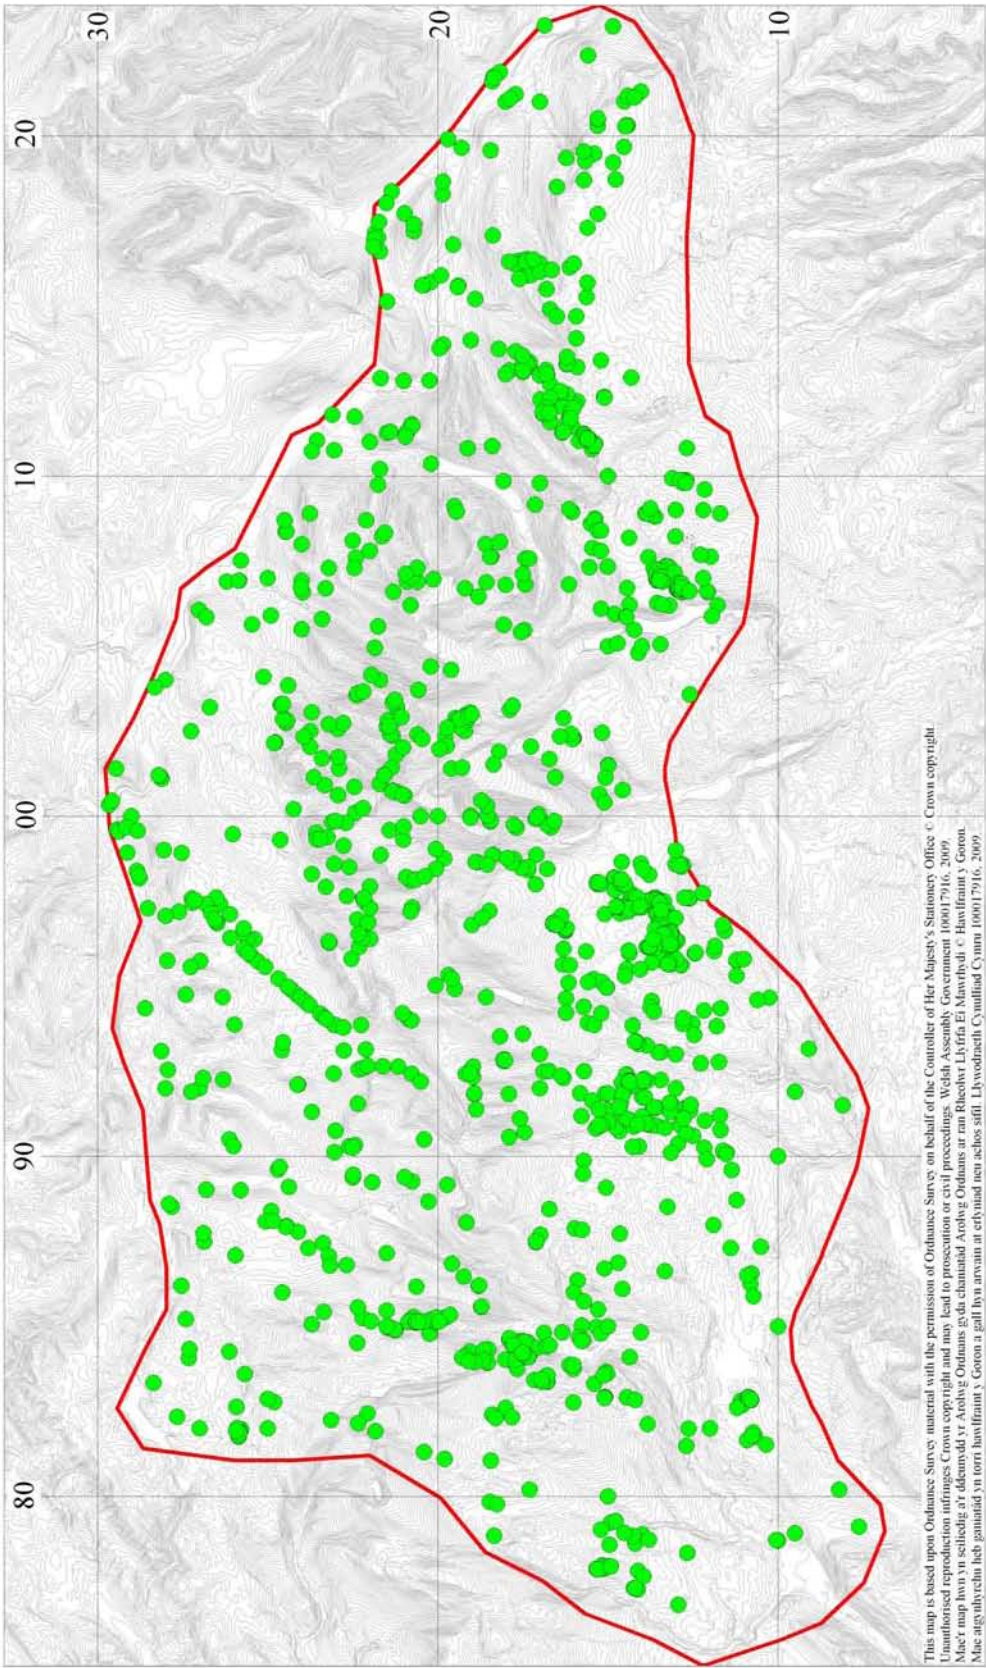 30
20
10
20
10
00
90
80
This map is based upon Ordnance Survey material with the permission of Ordnance Survey on behalf of the Controller of Her Majesty's Stationery Office © Crown copyright.
Unauthorised reproduction infringes Crown copyright and may lead to prosecution or civil proceedings. Welsh Assembly Government 100017916, 2009.
Mae'r map hwn yn seiliedig a'r ddeunydd yr Arolwg Ordnans gyda chaniatâd Arolwg Ordnans ar ran Rheolwr Llyfrfa Ei Mawrhydi © Hawlfraint y Goron.
Mae atgynhyrchu heb ganiatâd yn torri hawlfraint y Goron a gall hyn arwain at erlyniad neu achos sifil. Llywodraeth Cynulliad Cymru 100017916, 2009.